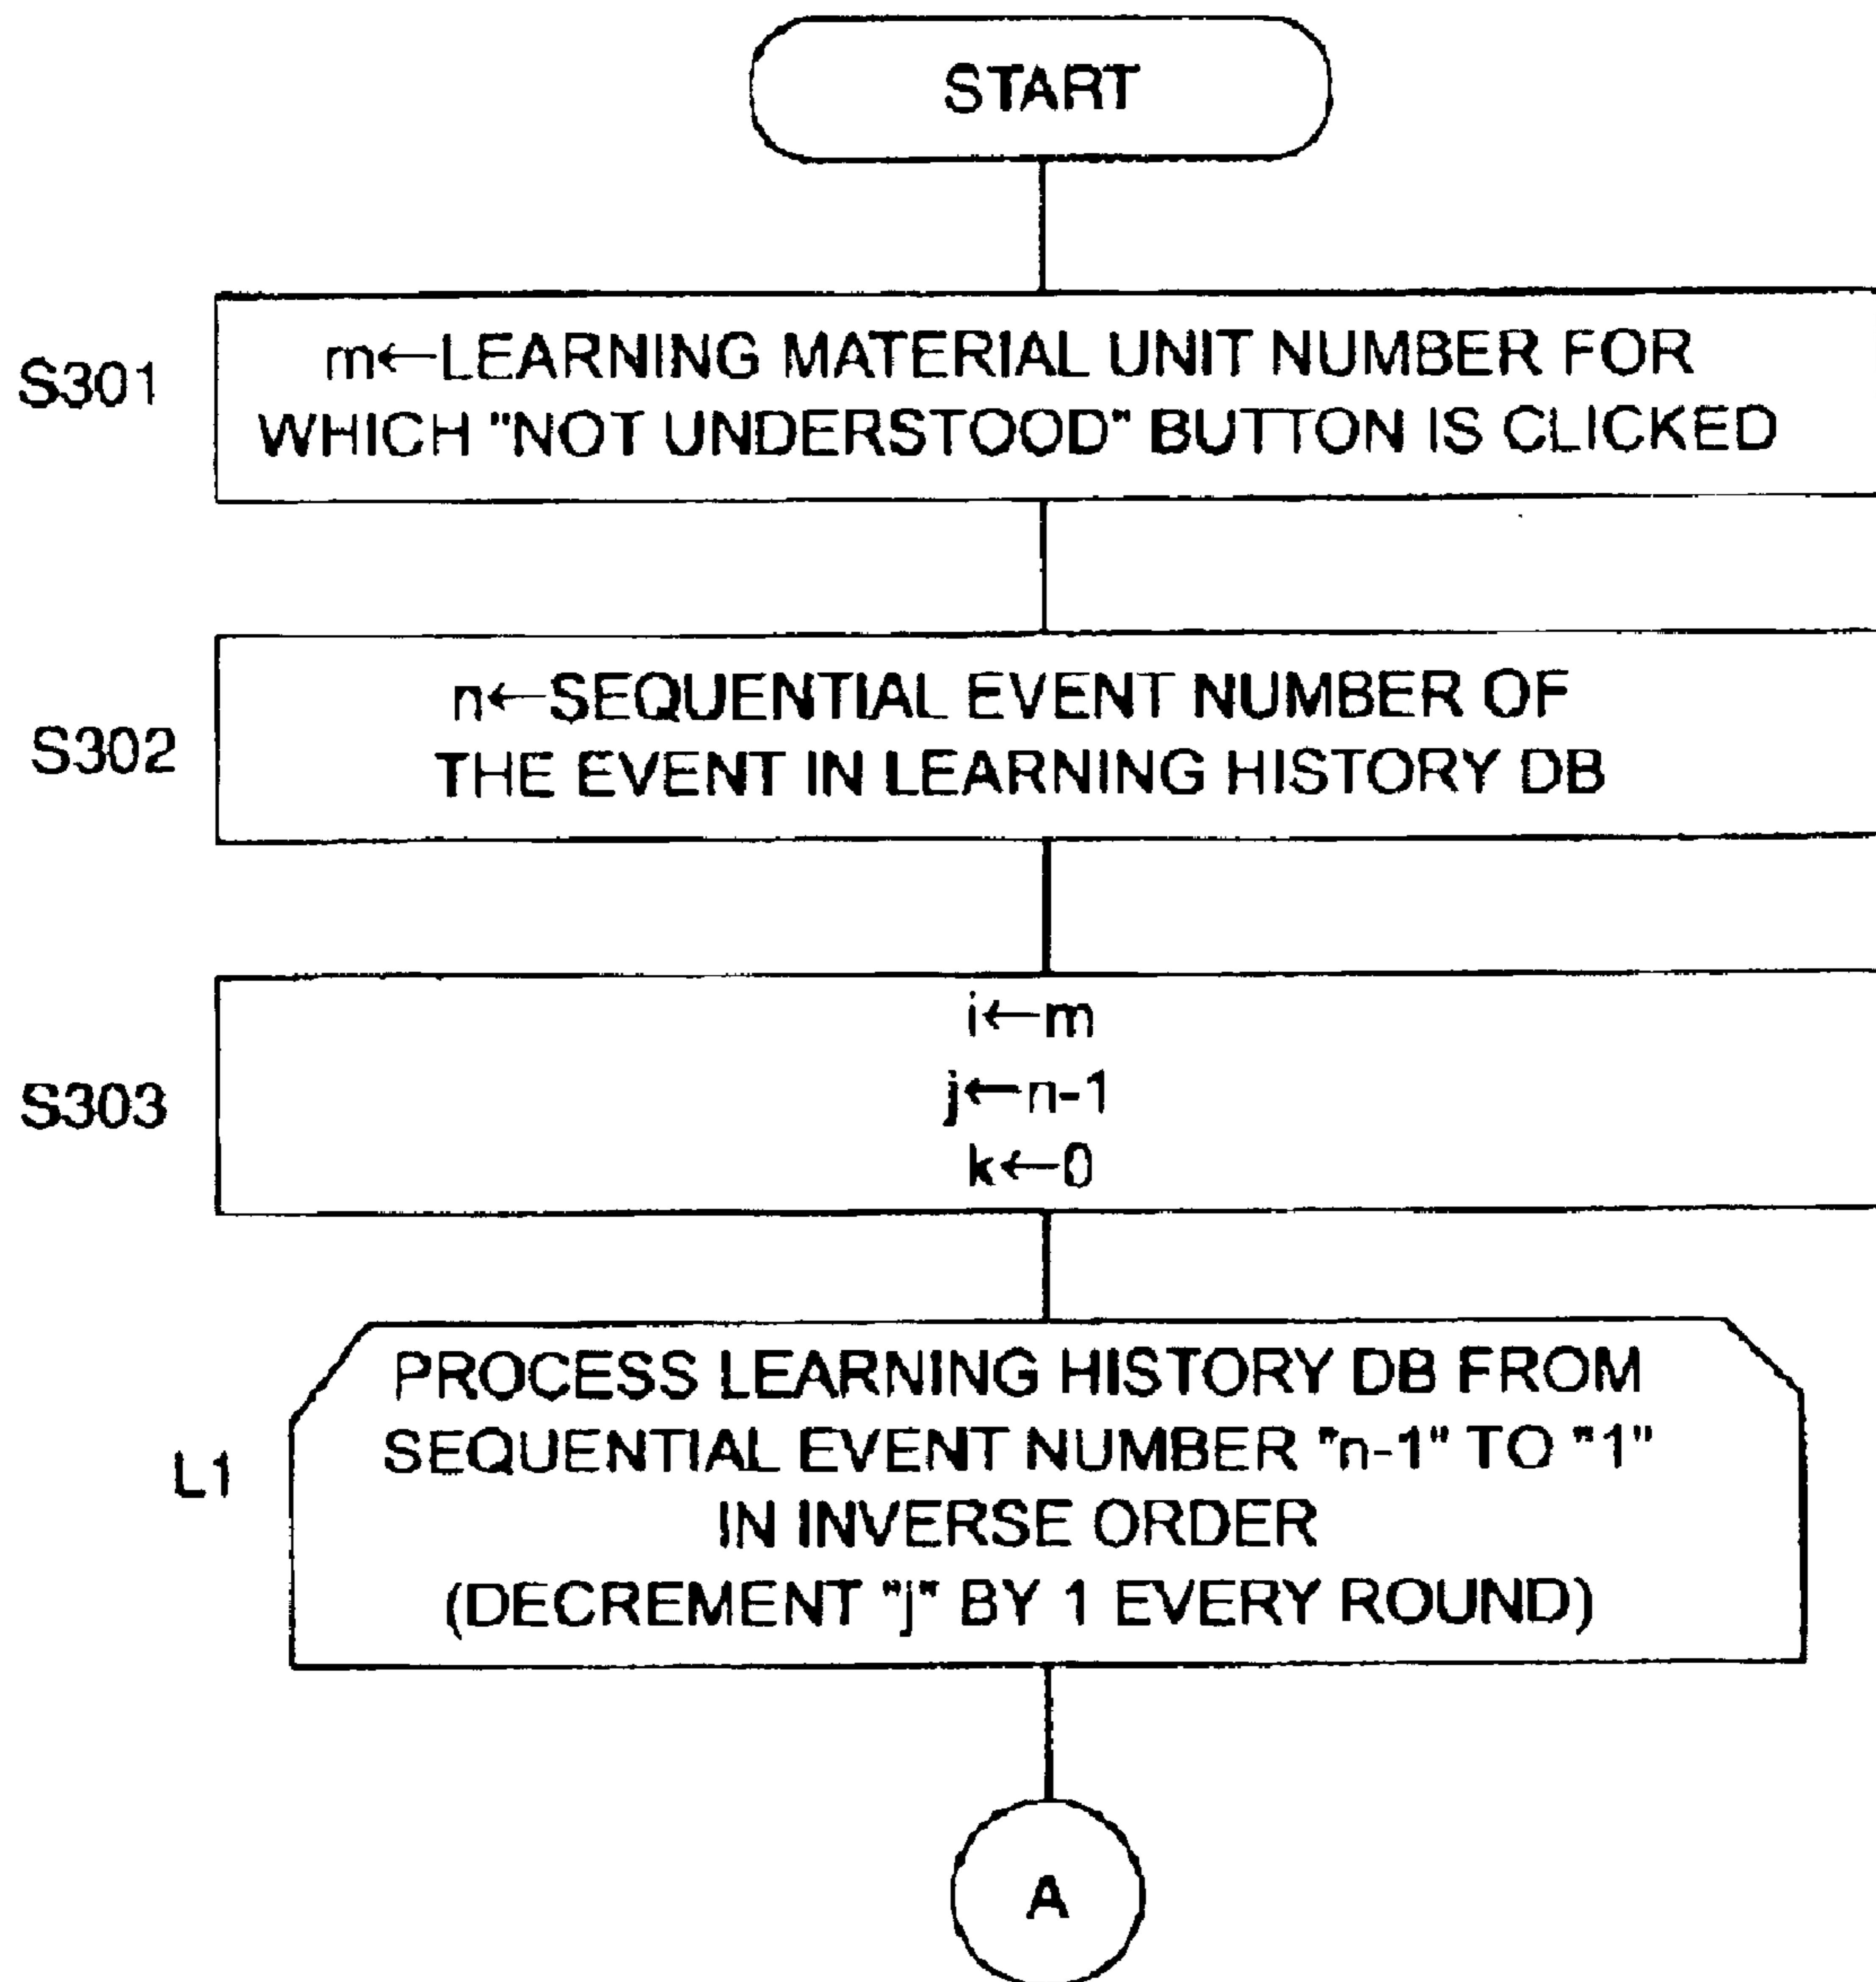 START
S301
m←LEARNING MATERIAL UNIT NUMBER FOR
WHICH "NOT UNDERSTOOD" BUTTON IS CLICKED
S302
n←SEQUENTIAL EVENT NUMBER OF
THE EVENT IN LEARNING HISTORY DB
S303
i←m
j←n-1
k←0
L1
PROCESS LEARNING HISTORY DB FROM
SEQUENTIAL EVENT NUMBER "n-1" TO "1"
IN INVERSE ORDER
(DECREMENT "j" BY 1 EVERY ROUND)
A